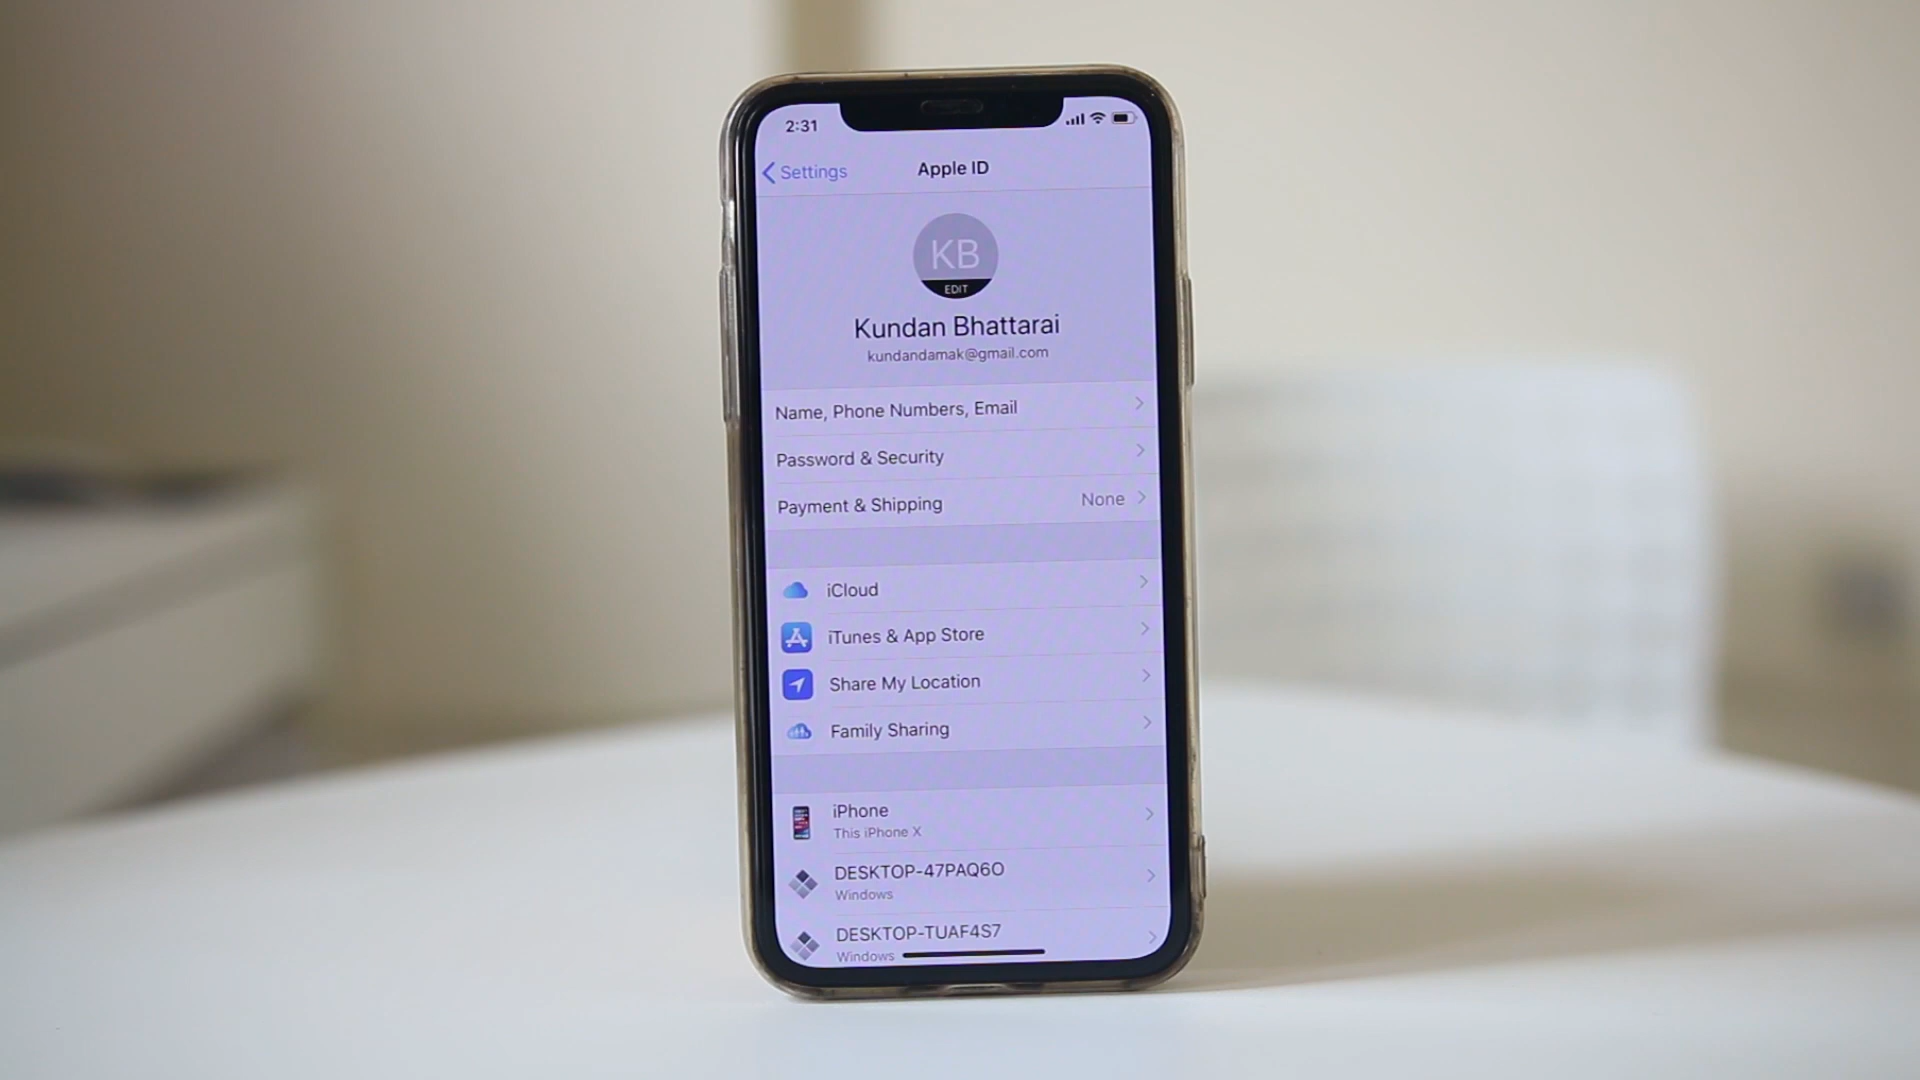 2:31
Settings
Apple ID
KB
EDIT
Kundan Bhattarai
kundandamak@gmail.com
Name, Phone Numbers, Email
Password & Security
Payment & Shipping None
iCloud
iTunes & App Store
Share My Location
Family Sharing
iPhone
This iPhone X
DESKTOP-47PAQ6O
Windows
DESKTOP-TUAF4S7
Windows